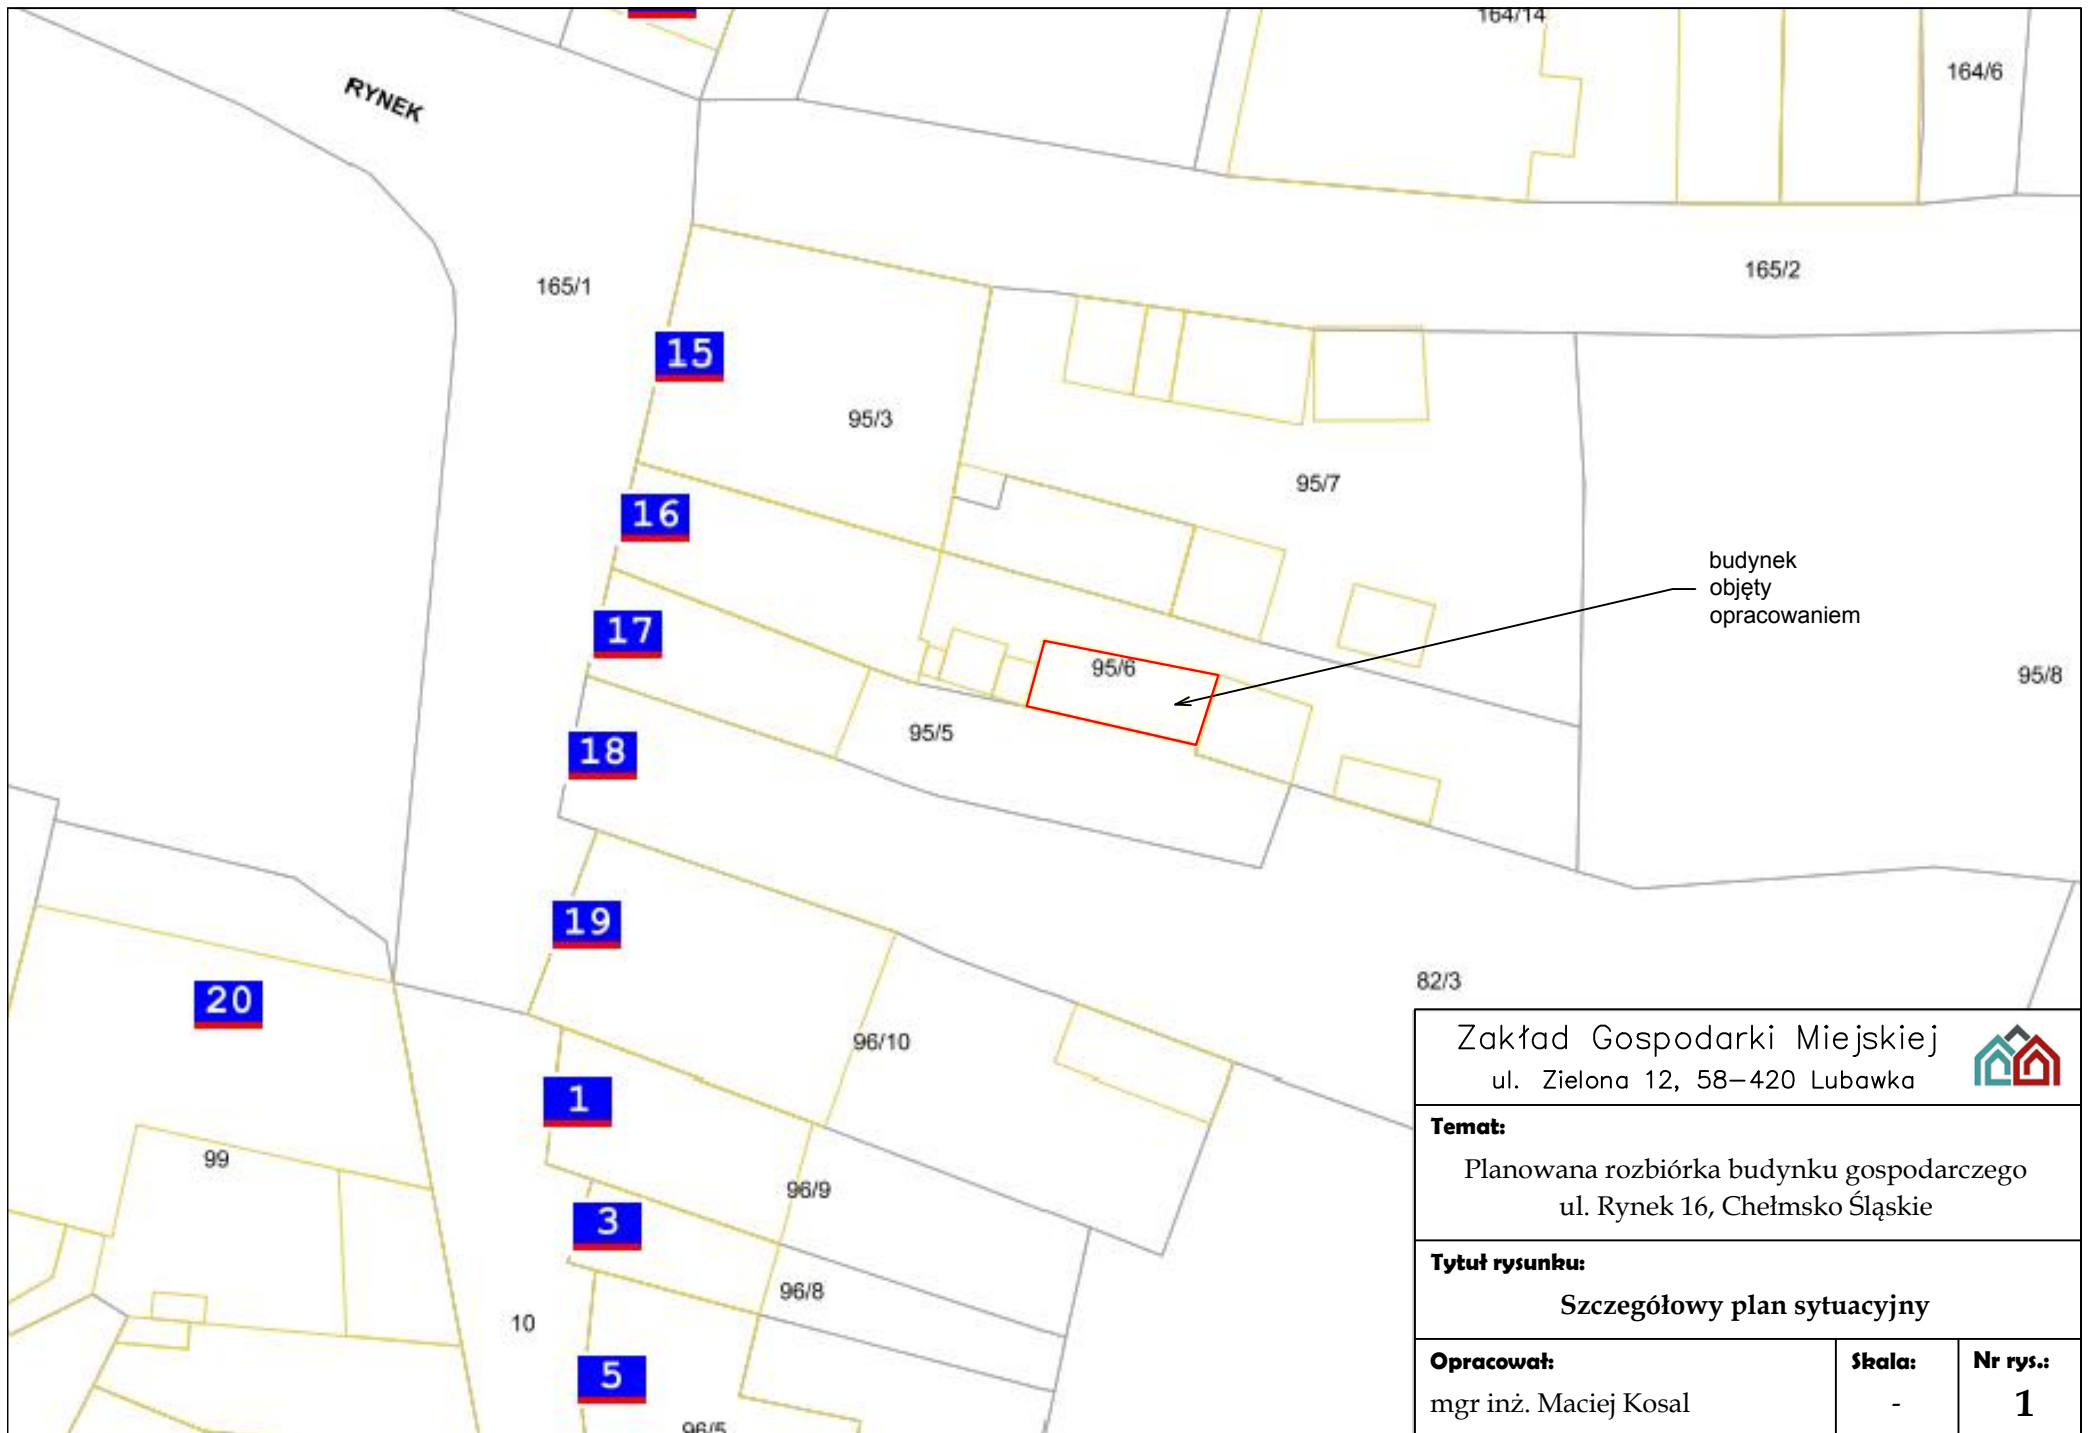 164/14
164/6
RYNEK
165/2
165/1
15
95/3
95/7
16
budynek
objęty
opracowaniem
17
95/6
95/8
95/5
18
19
82/3
20
96/10
Zakład Gospodarki Miejskiej
ul. Zielona 12, 58-420 Lubawka
1
Temat:
Planowana rozbiórka budynku gospodarczego
ul. Rynek 16, Chełmsko Śląskie
99
96/9
3
Tytuł rysunku:
Szczegółowy plan sytuacyjny
96/8
10
5
Opracował:
mgr inż. Maciej Kosal
Skala:
-
Nr rys.:
1
96/5